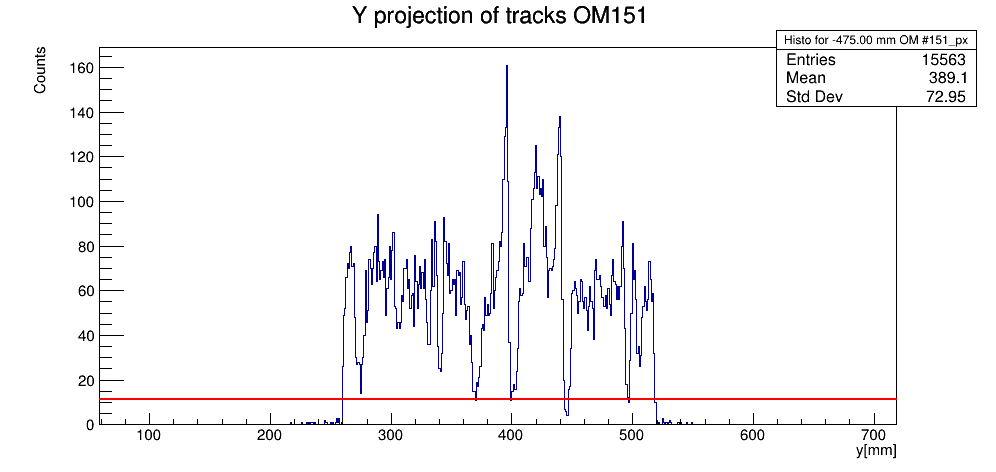 Y projection of tracks OM151
Histo for -475.00 mm OM #151_px
Entries 15563
Mean 389.1
Std Dev 72.95
Counts
160
140
120
100
80
60
40
20
0
100 200 300 400 500 600 700
y[mm]